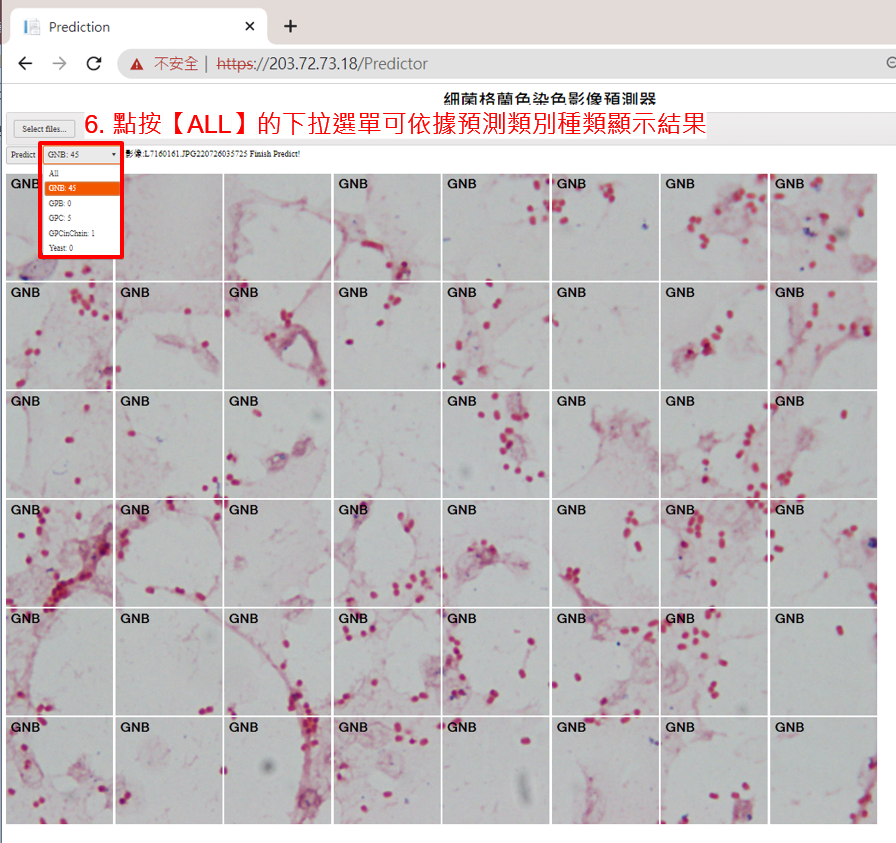 Prediction
不安全 | https://203.72.73.18/Predictor
細菌格蘭色染色影像預測器
Select files...
6. 點按【ALL】的下拉選單可依據預測類別種類顯示結果
Predict GNB: 45 影像:L7160161.JPG220726035725 Finish Predict!
All
GNB: 45
GPB: 0
GPC: 5
GPCinChain: 1
Yeast: 0
GNB GNB GNB GNB GNB GNB
GNB GNB GNB GNB GNB GNB GNB GNB
GNB GNB GNB GNB GNB GNB GNB
GNB GNB GNB GNB GNB GNB GNB GNB
GNB GNB GNB GNB GNB GNB GNB GNB
GNB GNB GNB GNB GNB GNB GNB GNB